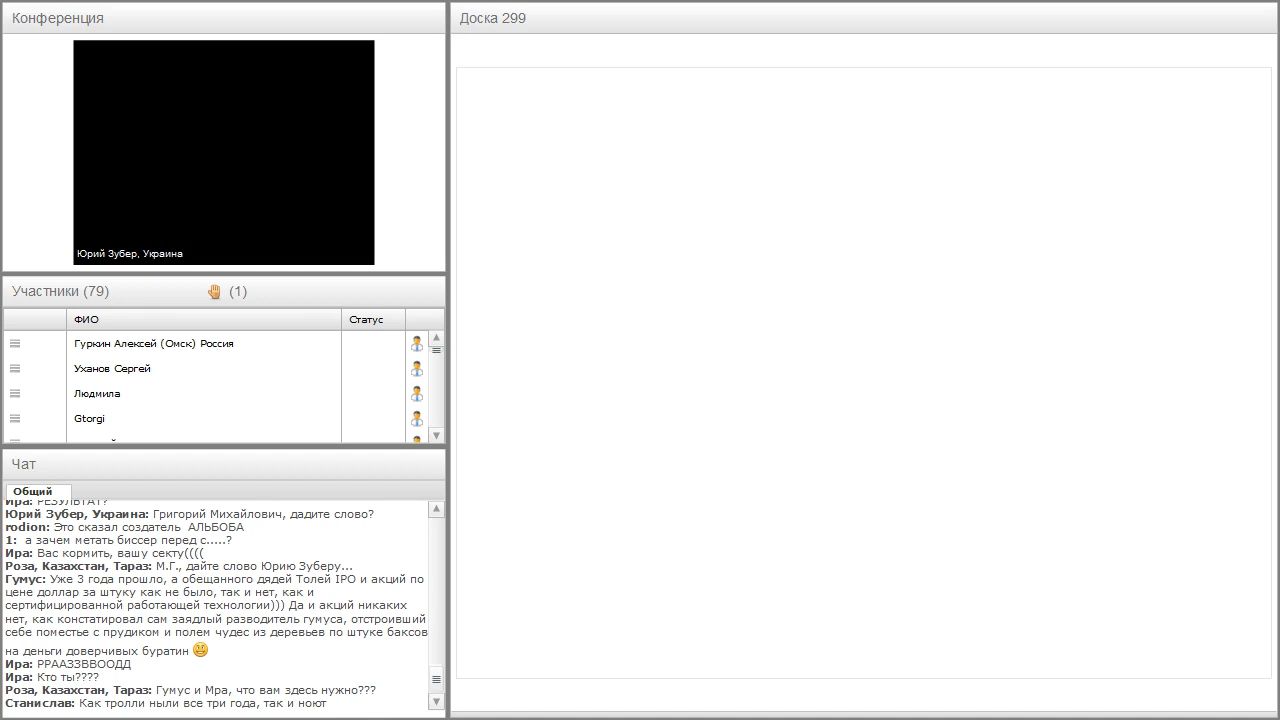 Конференция
Юрий Зубер, Украина
Участники (79) (1)
ФИО Статус
Гуркин Алексей (Омск) Россия
Уханов Сергей
Людмила
Gtorgi
Чат
Общий
Ира: РЕЗУЛЬТАТ?
Юрий Зубер, Украина: Григорий Михайлович, дадите слово?
rodion: Это сказал создатель АЛЬБОБА
1: а зачем метать биссер перед с.....?
Ира: Вас кормить, вашу секту((((
Роза, Казахстан, Тараз: М.Г., дайте слово Юрию Зуберу...
Гумус: Уже 3 года прошло, а обещанного дядей Толей IPO и акций по
цене доллар за штуку как не было, так и нет, как и
сертифицированной работающей технологии))) Да и акций никаких
нет, как констатировал сам заядлый разводитель гумуса, отстроивший
себе поместье с прудиком и полем чудес из деревьев по штуке баксов
на деньги доверчивых буратин
Ира: РРААЗЗВВООДД
Ира: Кто ты????
Роза, Казахстан, Тараз: Гумус и Мра, что вам здесь нужно???
Станислав: Как тролли ныли все три года, так и ноют
Доска 299